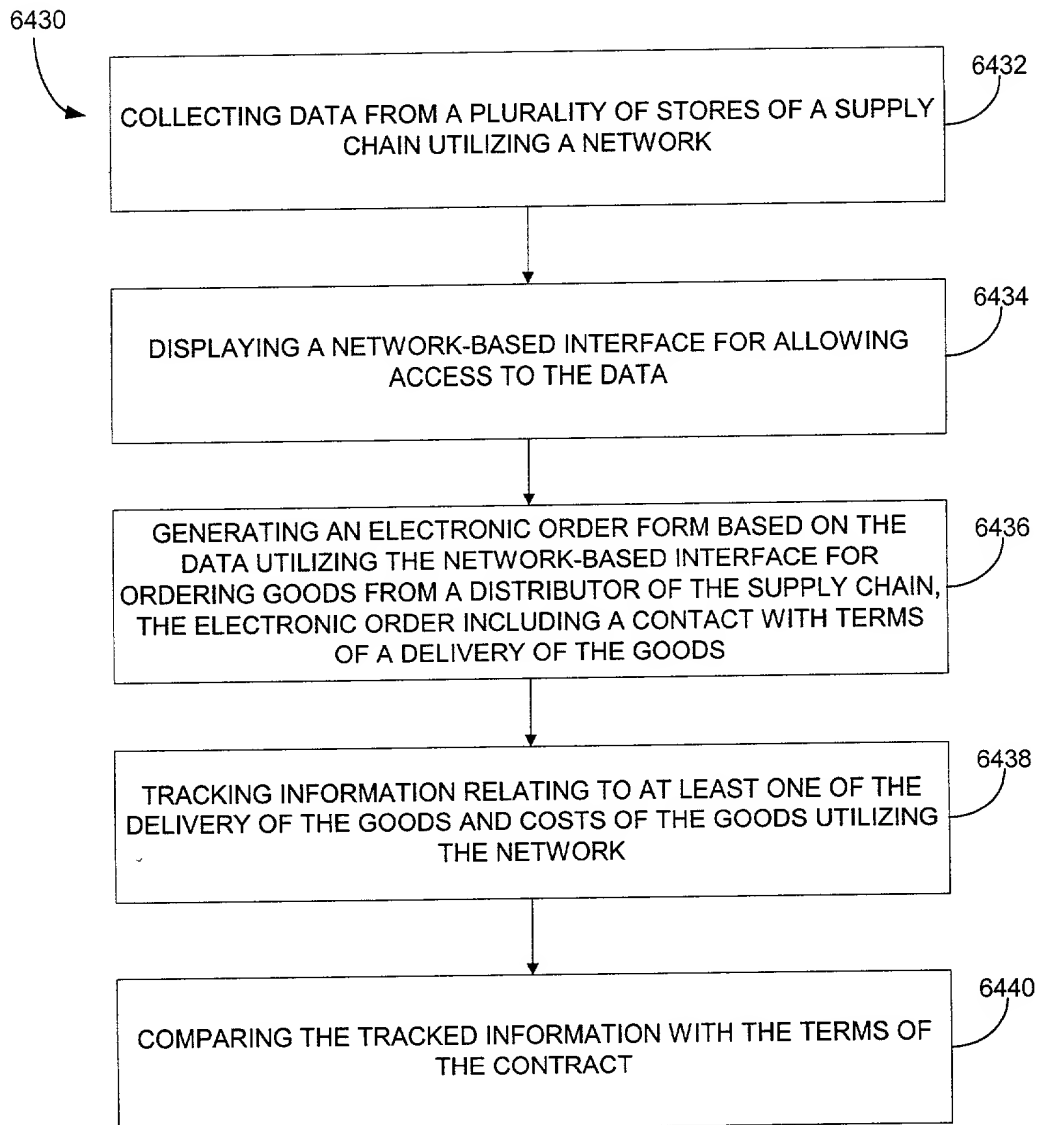 6430
6432
COLLECTING DATA FROM A PLURALITY OF STORES OF A SUPPLY
CHAIN UTILIZING A NETWORK
6434
DISPLAYING A NETWORK-BASED INTERFACE FOR ALLOWING
ACCESS TO THE DATA
6436
GENERATING AN ELECTRONIC ORDER FORM BASED ON THE
DATA UTILIZING THE NETWORK-BASED INTERFACE FOR
ORDERING GOODS FROM A DISTRIBUTOR OF THE SUPPLY CHAIN,
THE ELECTRONIC ORDER INCLUDING A CONTACT WITH TERMS
OF A DELIVERY OF THE GOODS
6438
TRACKING INFORMATION RELATING TO AT LEAST ONE OF THE
DELIVERY OF THE GOODS AND COSTS OF THE GOODS UTILIZING
THE NETWORK
6440
COMPARING THE TRACKED INFORMATION WITH THE TERMS OF
THE CONTRACT